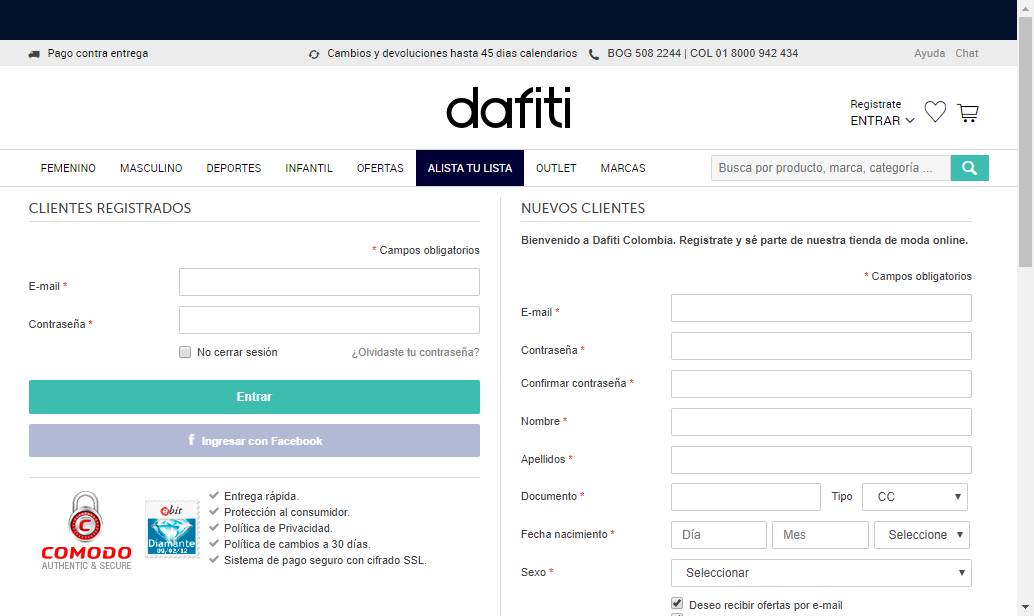 Pago contra entrega
Cambios y devoluciones hasta 45 dias calendarios
BOG 508 2244 | COL 01 8000 942 434
Ayuda Chat
dafiti
Registrate
ENTRAR
FEMENINO MASCULINO DEPORTES INFANTIL OFERTAS ALISTA TU LISTA OUTLET MARCAS
Busca por producto, marca, categoría ...
CLIENTES REGISTRADOS
* Campos obligatorios
E-mail *
Contraseña *
No cerrar sesión
¿Olvidaste tu contraseña?
Entrar
f Ingresar con Facebook
C
COMODO
AUTHENTIC & SECURE
ebit
Diamante
09/02/12
Entrega rápida.
Protección al consumidor.
Política de Privacidad.
Política de cambios a 30 días.
Sistema de pago seguro con cifrado SSL.
NUEVOS CLIENTES
Bienvenido a Dafiti Colombia. Registrate y sé parte de nuestra tienda de moda online.
* Campos obligatorios
E-mail *
Contraseña *
Confirmar contraseña *
Nombre *
Apellidos *
Documento * Tipo CC
Fecha nacimiento * Día Mes Seleccione
Sexo * Seleccionar
Deseo recibir ofertas por e-mail